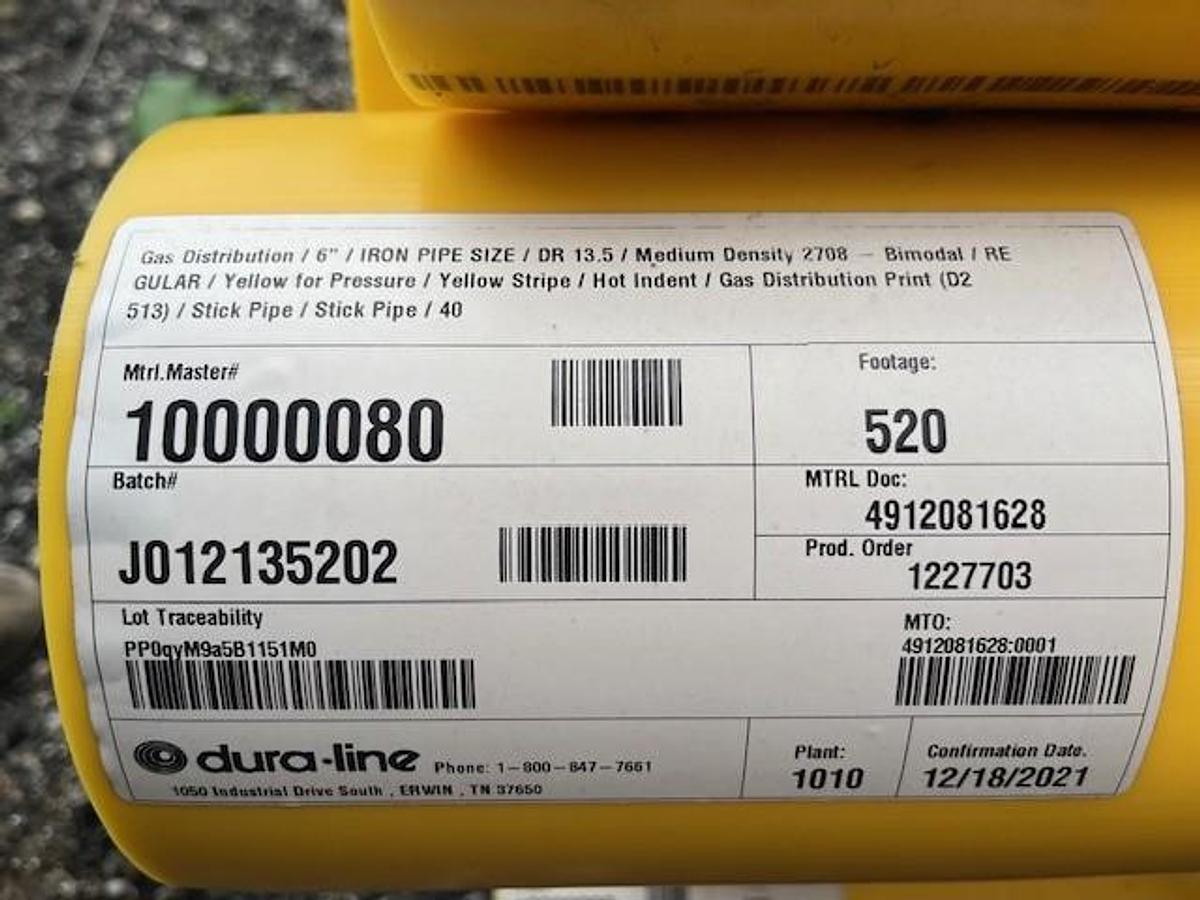 Gas Distribution / 6" / IRON PIPE SIZE / DR 13.5 / Medium Density 2708 – Bimodal / RE
GULAR / Yellow for Pressure / Yellow Stripe / Hot Indent / Gas Distribution Print (D2
513) / Stick Pipe / Stick Pipe / 40
Mtrl.Master#
10000080
Footage:
520
Batch#
J012135202
MTRL Doc:
4912081628
Prod. Order
1227703
Lot Traceability
PP0qyM9a5B1151M0
MTO:
4912081628:0001
dura-line Phone: 1-800-847-7661
1050 Industrial Drive South , ERWIN , TN 37650
Plant:
1010
Confirmation Date.
12/18/2021